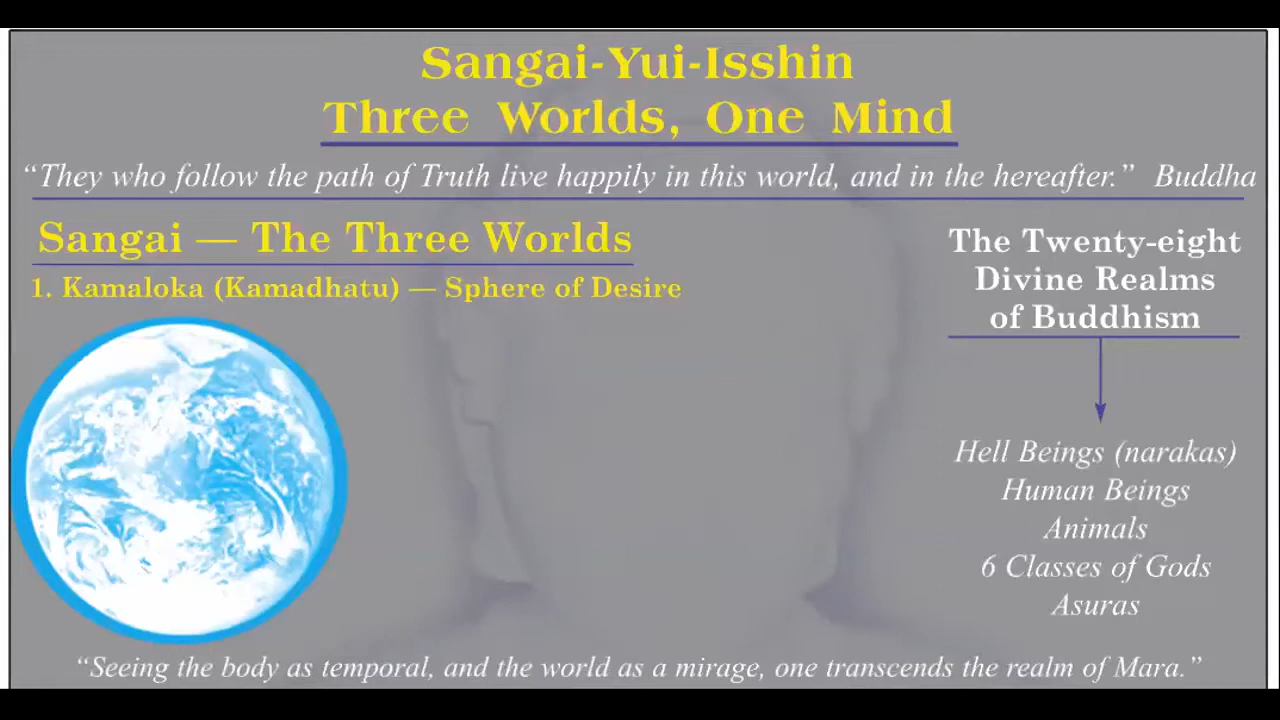 Sangai-Yui-Isshin
Three Worlds, One Mind
“They who follow the path of Truth live happily in this world, and in the hereafter.” Buddha
Sangai — The Three Worlds
1. Kamaloka (Kamadhatu) — Sphere of Desire
The Twenty-eight
Divine Realms
of Buddhism
Hell Beings (narakas)
Human Beings
Animals
6 Classes of Gods
Asuras
“Seeing the body as temporal, and the world as a mirage, one transcends the realm of Mara.”